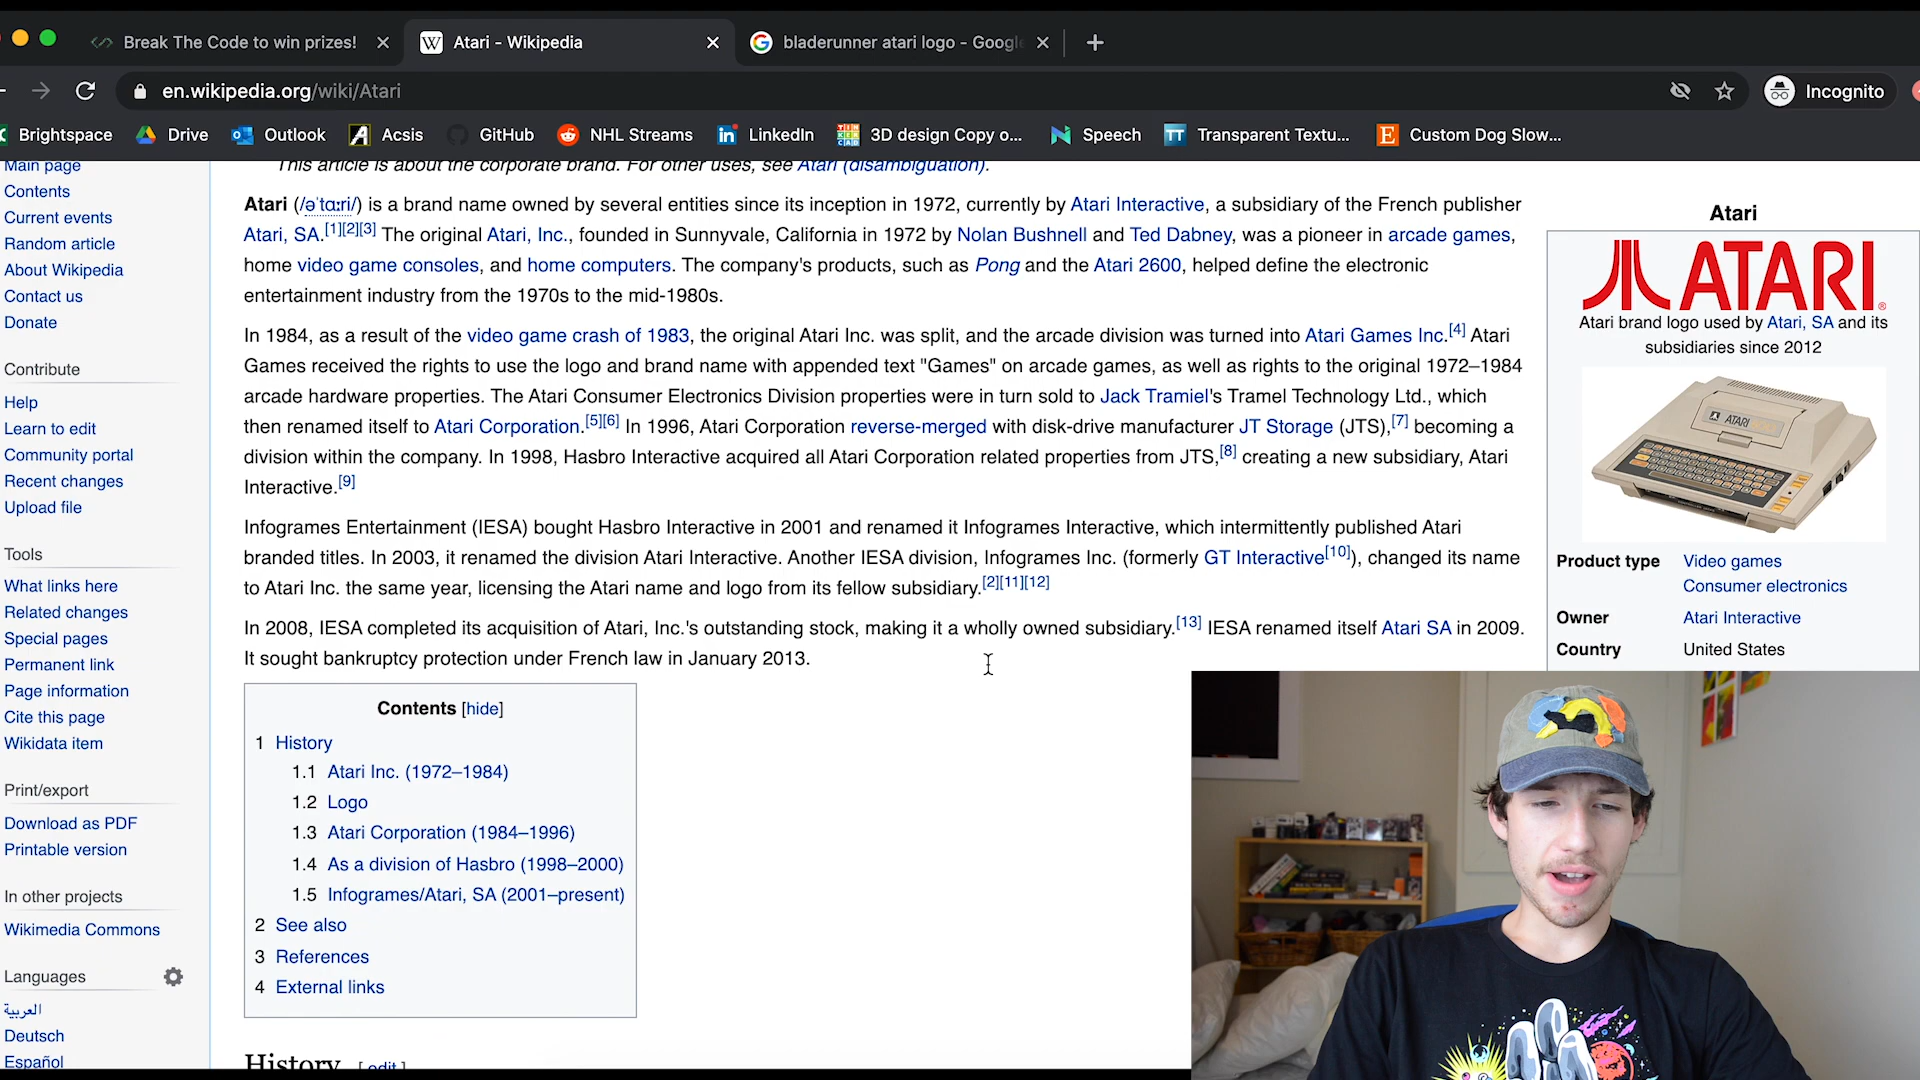 Break The Code to win prizes!
Atari - Wikipedia
bladerunner atari logo - Google
en.wikipedia.org/wiki/Atari
Incognito
Brightspace
Drive
Outlook
Acsis
GitHub
NHL Streams
LinkedIn
3D design Copy o...
Speech
Transparent Textu...
Custom Dog Slow...
Main page
Contents
Current events
Random article
About Wikipedia
Contact us
Donate
Contribute
Help
Learn to edit
Community portal
Recent changes
Upload file
Tools
What links here
Related changes
Special pages
Permanent link
Page information
Cite this page
Wikidata item
Print/export
Download as PDF
Printable version
In other projects
Wikimedia Commons
Languages
العربية
Deutsch
Español
This article is about the corporate brand. For other uses, see Atari (disambiguation).
Atari (/əˈtɑːri/) is a brand name owned by several entities since its inception in 1972, currently by Atari Interactive, a subsidiary of the French publisher
Atari, SA.[1][2][3] The original Atari, Inc., founded in Sunnyvale, California in 1972 by Nolan Bushnell and Ted Dabney, was a pioneer in arcade games,
home video game consoles, and home computers. The company's products, such as Pong and the Atari 2600, helped define the electronic
entertainment industry from the 1970s to the mid-1980s.
In 1984, as a result of the video game crash of 1983, the original Atari Inc. was split, and the arcade division was turned into Atari Games Inc.[4] Atari
Games received the rights to use the logo and brand name with appended text "Games" on arcade games, as well as rights to the original 1972–1984
arcade hardware properties. The Atari Consumer Electronics Division properties were in turn sold to Jack Tramiel's Tramel Technology Ltd., which
then renamed itself to Atari Corporation.[5][6] In 1996, Atari Corporation reverse-merged with disk-drive manufacturer JT Storage (JTS),[7] becoming a
division within the company. In 1998, Hasbro Interactive acquired all Atari Corporation related properties from JTS,[8] creating a new subsidiary, Atari
Interactive.[9]
Infogrames Entertainment (IESA) bought Hasbro Interactive in 2001 and renamed it Infogrames Interactive, which intermittently published Atari
branded titles. In 2003, it renamed the division Atari Interactive. Another IESA division, Infogrames Inc. (formerly GT Interactive[10]), changed its name
to Atari Inc. the same year, licensing the Atari name and logo from its fellow subsidiary.[2][11][12]
In 2008, IESA completed its acquisition of Atari, Inc.'s outstanding stock, making it a wholly owned subsidiary.[13] IESA renamed itself Atari SA in 2009.
It sought bankruptcy protection under French law in January 2013.
Contents [hide]
1 History
1.1 Atari Inc. (1972–1984)
1.2 Logo
1.3 Atari Corporation (1984–1996)
1.4 As a division of Hasbro (1998–2000)
1.5 Infogrames/Atari, SA (2001–present)
2 See also
3 References
4 External links
History [ edit ]
Atari
ATARI®
Atari brand logo used by Atari, SA and its
subsidiaries since 2012
ATARI
Product type Video games
Consumer electronics
Owner Atari Interactive
Country United States